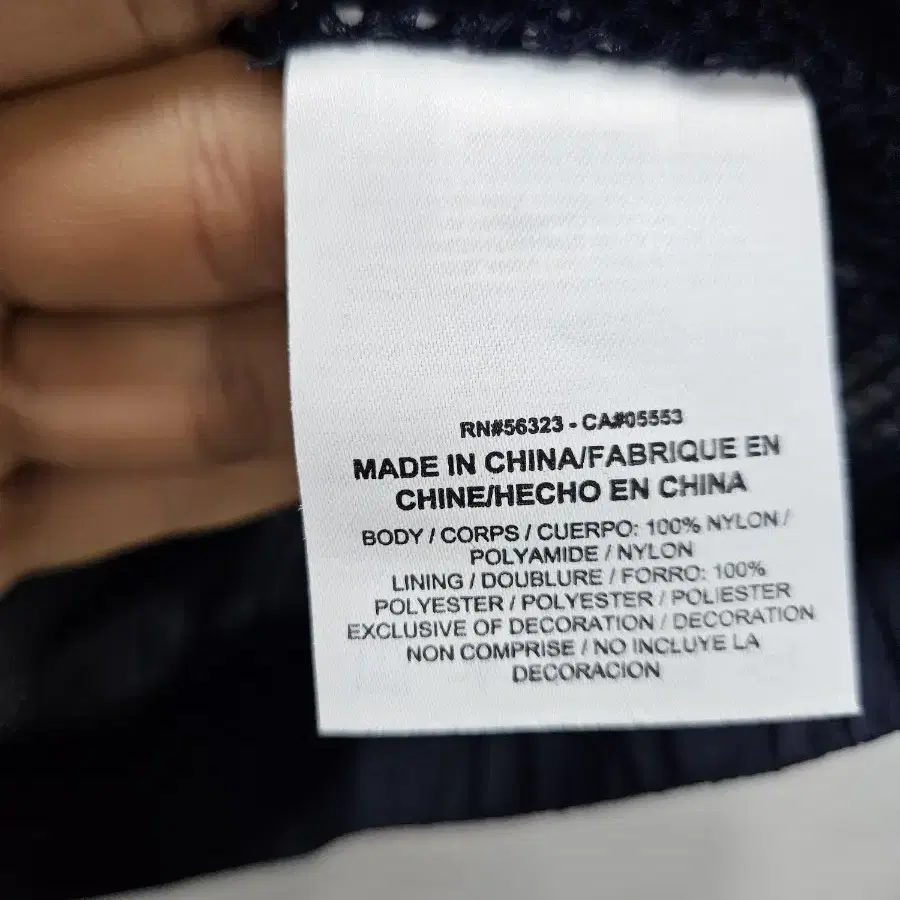 RN#56323 - CA#05553
MADE IN CHINA/FABRIQUE EN
CHINE/HECHO EN CHINA
BODY / CORPS / CUERPO: 100% NYLON /
POLYAMIDE / NYLON
LINING / DOUBLURE / FORRO: 100%
POLYESTER / POLYESTER / POLIESTER
EXCLUSIVE OF DECORATION / DECORATION
NON COMPRISE / NO INCLUYE LA
DECORACION